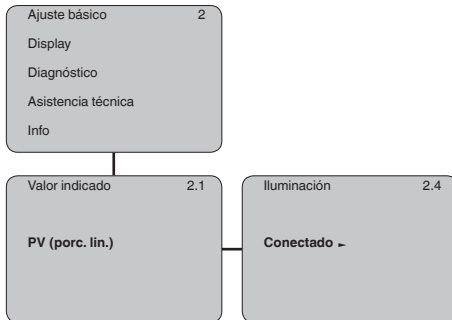 Ajuste básico 2
Display
Diagnóstico
Asistencia técnica
Info
Valor indicado 2.1
PV (porc. lin.)
Iluminación 2.4
Conectado ►